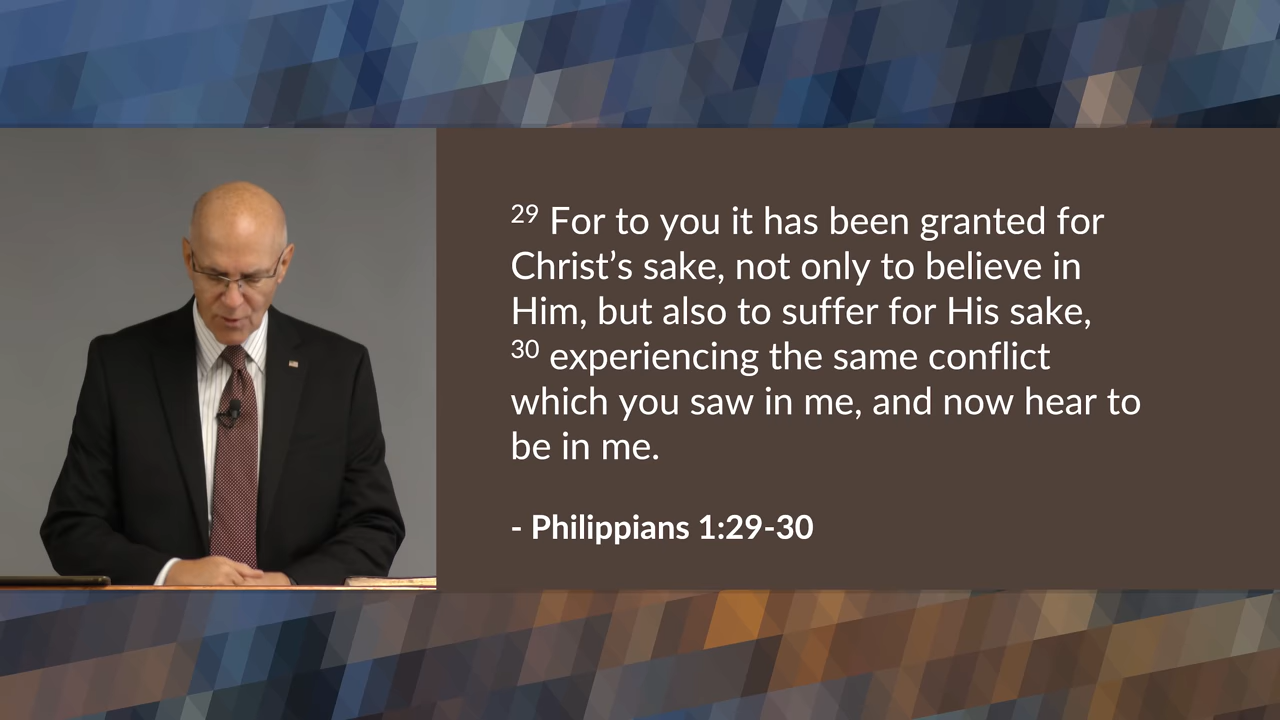 29 For to you it has been granted for
Christ’s sake, not only to believe in
Him, but also to suffer for His sake,
30 experiencing the same conflict
which you saw in me, and now hear to
be in me.
- Philippians 1:29-30